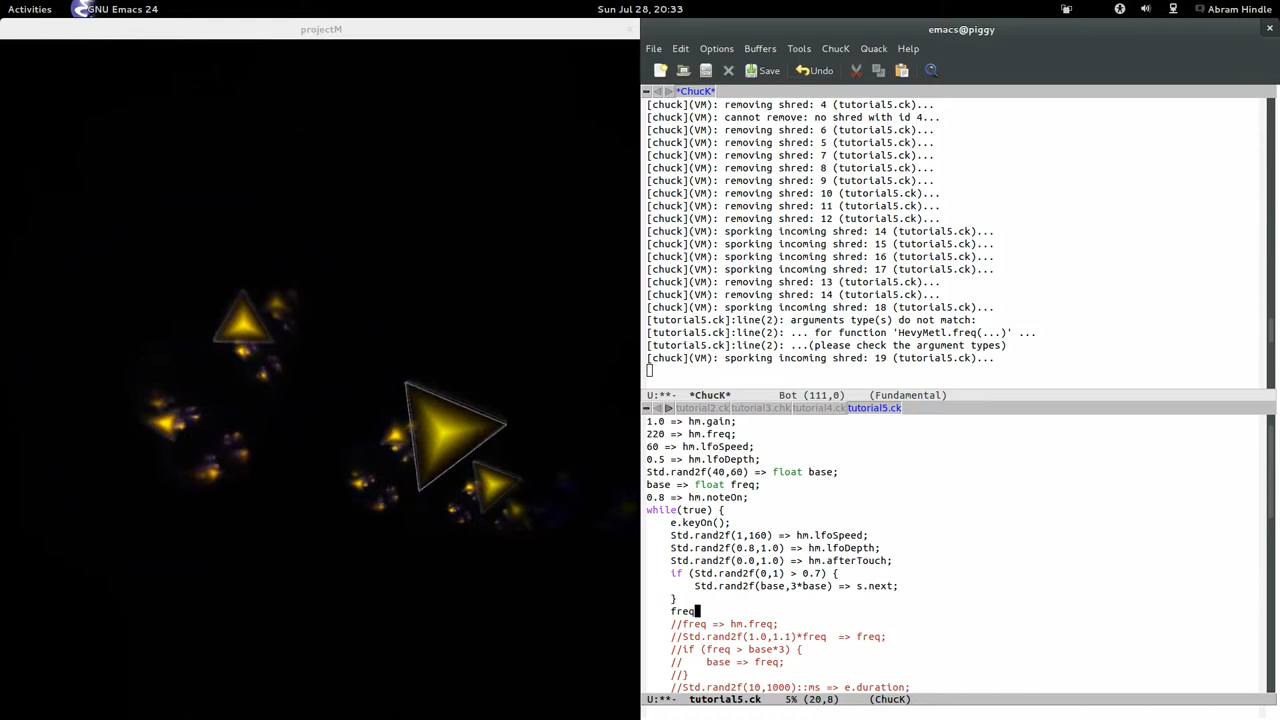 Activities GNU Emacs 24 Sun Jul 28, 20:33 Abram Hindle
projectM
emacs@piggy
File Edit Options Buffers Tools ChucK Quack Help
Save Undo
*ChucK*
[chuck](VM): removing shred: 4 (tutorial5.ck)...
[chuck](VM): cannot remove: no shred with id 4...
[chuck](VM): removing shred: 6 (tutorial5.ck)...
[chuck](VM): removing shred: 5 (tutorial5.ck)...
[chuck](VM): removing shred: 7 (tutorial5.ck)...
[chuck](VM): removing shred: 8 (tutorial5.ck)...
[chuck](VM): removing shred: 9 (tutorial5.ck)...
[chuck](VM): removing shred: 10 (tutorial5.ck)...
[chuck](VM): removing shred: 11 (tutorial5.ck)...
[chuck](VM): removing shred: 12 (tutorial5.ck)...
[chuck](VM): sporking incoming shred: 14 (tutorial5.ck)...
[chuck](VM): sporking incoming shred: 15 (tutorial5.ck)...
[chuck](VM): sporking incoming shred: 16 (tutorial5.ck)...
[chuck](VM): sporking incoming shred: 17 (tutorial5.ck)...
[chuck](VM): removing shred: 13 (tutorial5.ck)...
[chuck](VM): removing shred: 14 (tutorial5.ck)...
[chuck](VM): sporking incoming shred: 18 (tutorial5.ck)...
[tutorial5.ck]:line(2): arguments type(s) do not match:
[tutorial5.ck]:line(2): ... for function 'HevyMetl.freq(...)' ...
[tutorial5.ck]:line(2): ...(please check the argument types)
[chuck](VM): sporking incoming shred: 19 (tutorial5.ck)...
U:**- *ChucK* Bot (111,0) (Fundamental)
tutorial2.ck tutorial3.chk tutorial4.ck tutorial5.ck
1.0 => hm.gain;
220 => hm.freq;
60 => hm.lfoSpeed;
0.5 => hm.lfoDepth;
Std.rand2f(40,60) => float base;
base => float freq;
0.8 => hm.noteOn;
while(true) {
e.keyOn();
Std.rand2f(1,160) => hm.lfoSpeed;
Std.rand2f(0.8,1.0) => hm.lfoDepth;
Std.rand2f(0.0,1.0) => hm.afterTouch;
if (Std.rand2f(0,1) > 0.7) {
Std.rand2f(base,3*base) => s.next;
}
freq
//freq => hm.freq;
//Std.rand2f(1.0,1.1)*freq  => freq;
//if (freq > base*3) {
//    base => freq;
//}
//Std.rand2f(10,1000)::ms => e.duration;
U:**- tutorial5.ck 5% (20,8) (ChucK)